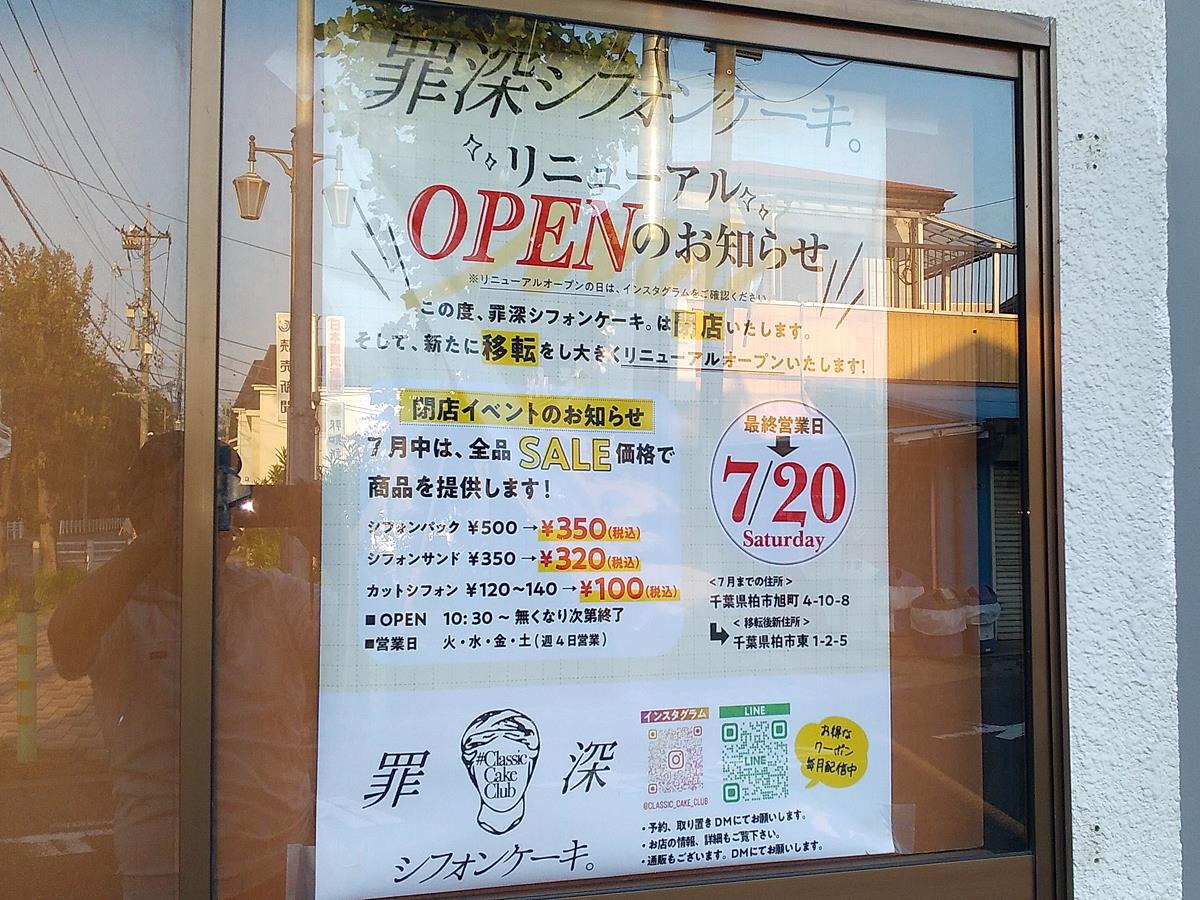 罪深シフォンケーキ。
リニューアル
OPENのお知らせ
※リニューアルオープンの日は、インスタグラムをご確認ください
この度、罪深シフォンケーキ。は閉店いたします。
そして、新たに移転をし大きくリニューアルオープンいたします!
閉店イベントのお知らせ
7月中は、全品SALE価格で
商品を提供します!
シフォンパック ¥500→¥350(税込)
シフォンサンド ¥350→¥320(税込)
カットシフォン ¥120〜140→¥100(税込)
■OPEN 10:30〜無くなり次第終了
■営業日 火・水・金・土(週4日営業)
最終営業日
7/20
Saturday
<7月までの住所>
千葉県柏市旭町4-10-8
<移転後新住所>
千葉県柏市東1-2-5
罪深
#Classic
Cake
Club
シフォンケーキ。
インスタグラム
@CLASSIC_CAKE_CLUB
LINE
LINE
お得な
クーポン
毎月配信中
・予約、取り置きDMにてお願いします。
・お店の情報、詳細もご覧下さい。
・通販もございます。DMにてお願いします。